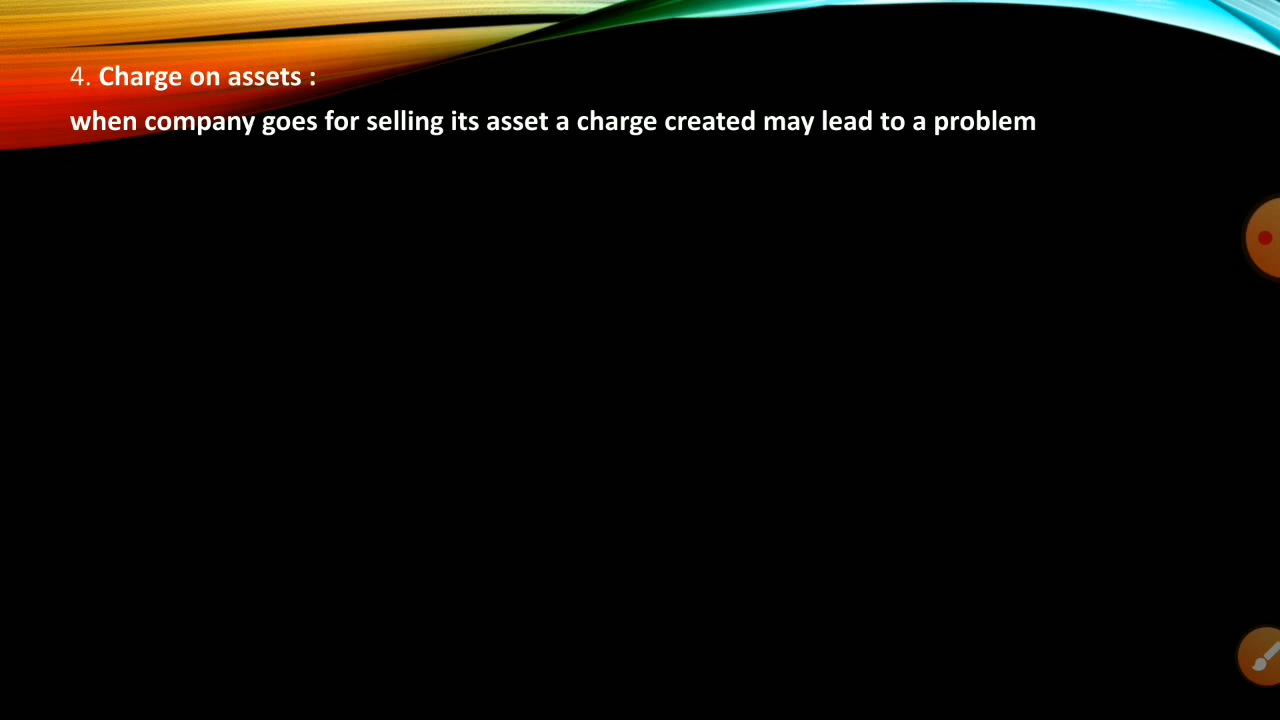 4. Charge on assets :
when company goes for selling its asset a charge created may lead to a problem